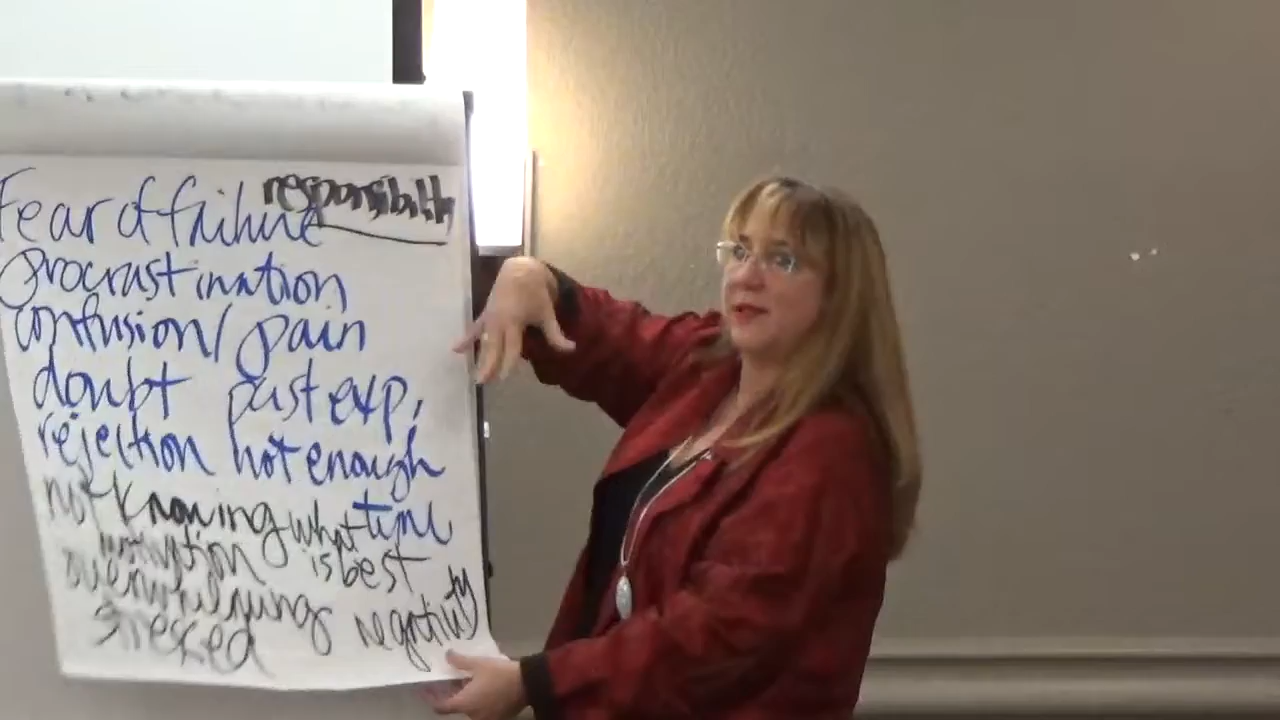 responsibility
Fear of failure
procrastination
confusion/pain
doubt past exp,
rejection not enough
time
not knowing what
is best
motivation
overwhelming negativity
stressed